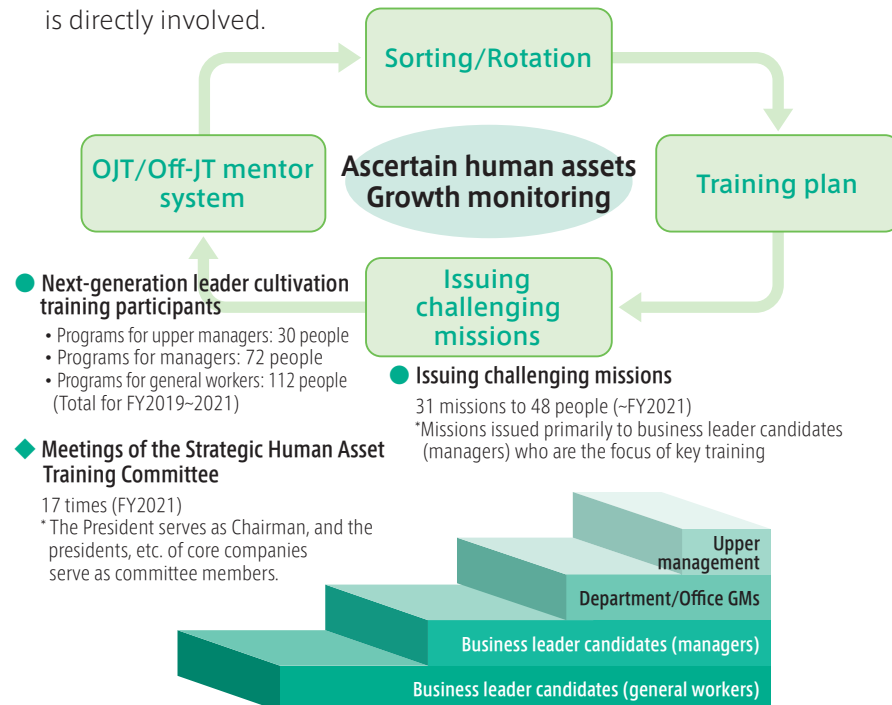 is directly involved.
Sorting/Rotation
OJT/Off-JT mentor
system
Ascertain human assets
Growth monitoring
Training plan
Issuing
challenging
missions
● Next-generation leader cultivation
training participants
• Programs for upper managers: 30 people
• Programs for managers: 72 people
• Programs for general workers: 112 people
(Total for FY2019~2021)
◆ Meetings of the Strategic Human Asset
Training Committee
17 times (FY2021)
* The President serves as Chairman, and the
presidents, etc. of core companies
serve as committee members.
● Issuing challenging missions
31 missions to 48 people (~FY2021)
*Missions issued primarily to business leader candidates
(managers) who are the focus of key training
Upper
management
Department/Office GMs
Business leader candidates (managers)
Business leader candidates (general workers)